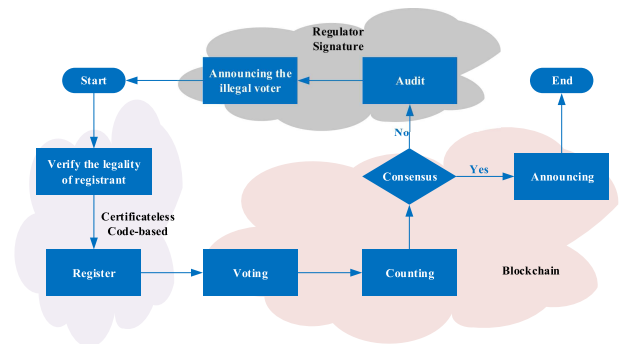 Regulator
Signature
Start
Announcing the
illegal voter
Audit
End
No
Verify the legality
of registrant
Consensus
Yes
Announcing
Certificateless
Code-based
Register
Voting
Counting
Blockchain